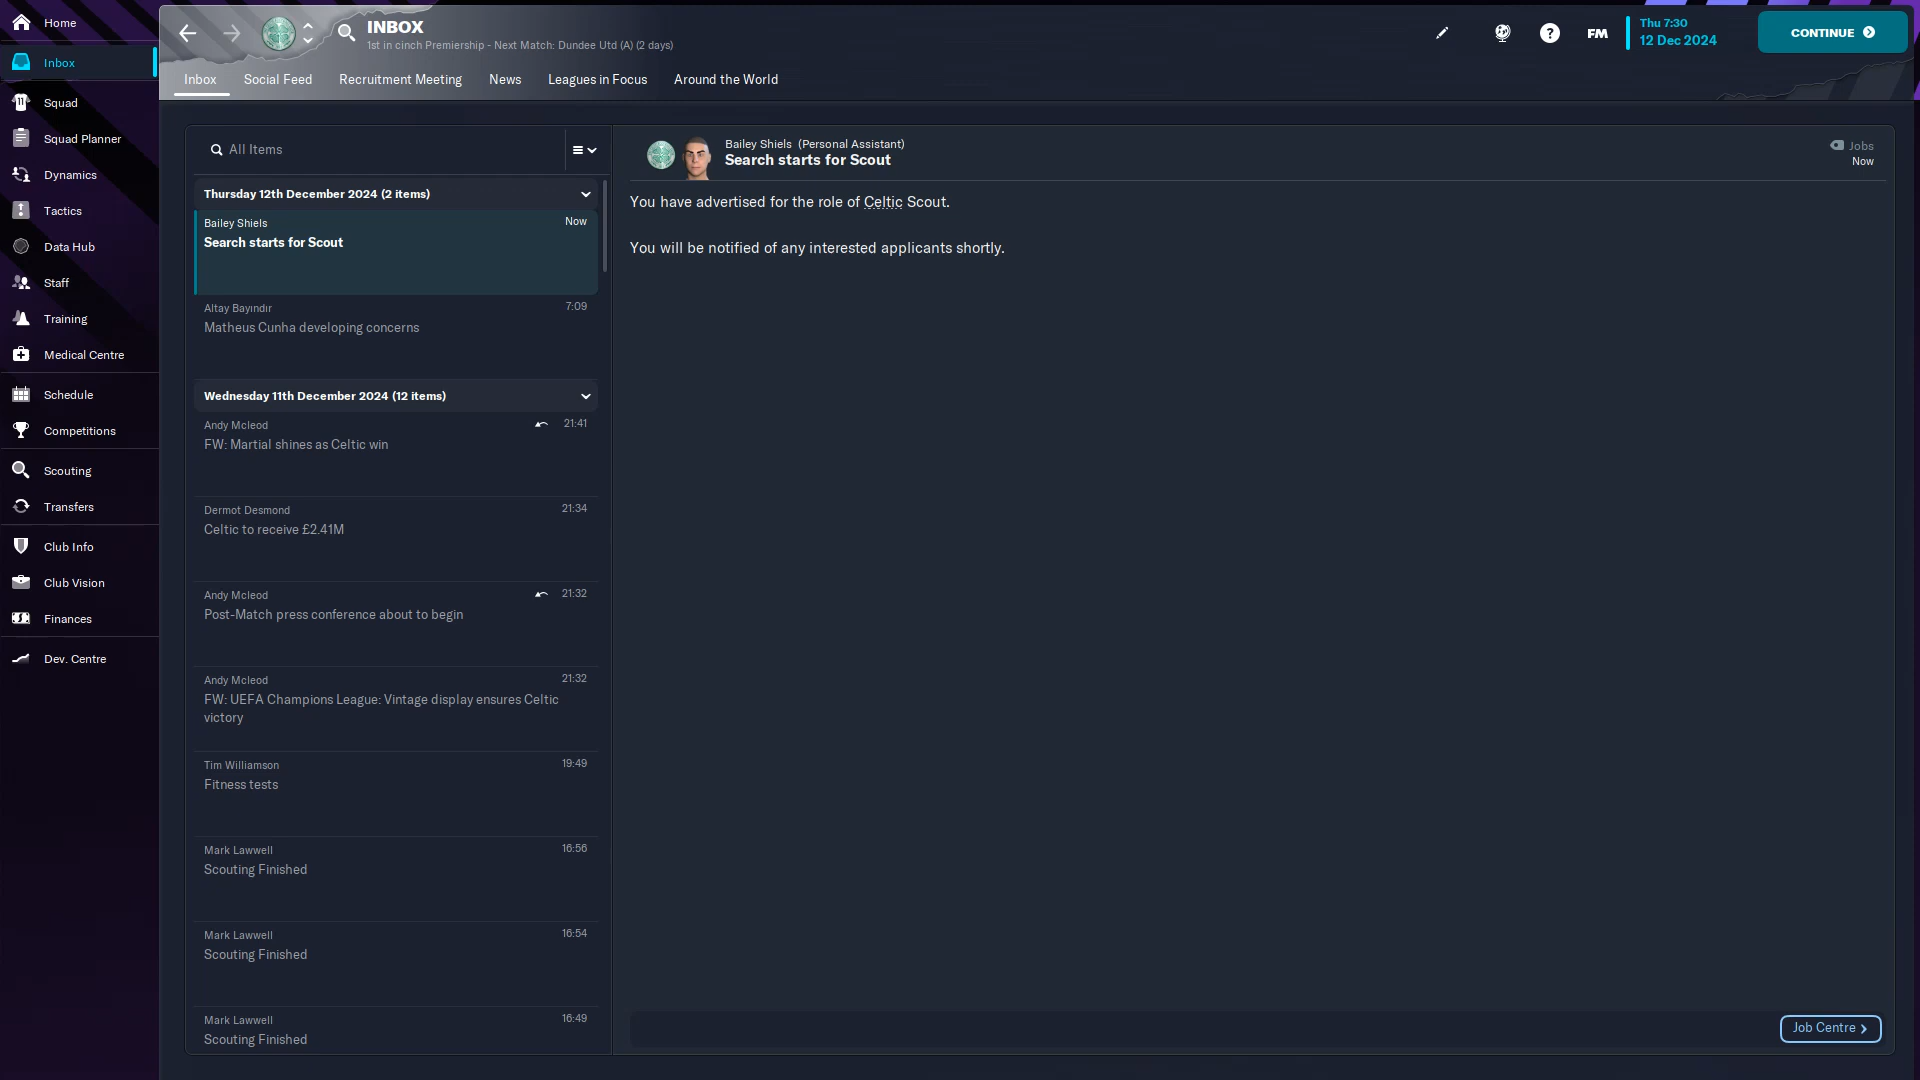 Home
Inbox
Squad
Squad Planner
Dynamics
Tactics
Data Hub
Staff
Training
Medical Centre
Schedule
Competitions
Scouting
Transfers
Club Info
Club Vision
Finances
Dev. Centre
INBOX
1st in cinch Premiership - Next Match: Dundee Utd (A) (2 days)
FM
Thu 7:30
12 Dec 2024
CONTINUE
Inbox Social Feed Recruitment Meeting News Leagues in Focus Around the World
All Items
Thursday 12th December 2024 (2 items)
Bailey Shiels Now
Search starts for Scout
Altay Bayındır 7:09
Matheus Cunha developing concerns
Wednesday 11th December 2024 (12 items)
Andy Mcleod 21:41
FW: Martial shines as Celtic win
Dermot Desmond 21:34
Celtic to receive £2.41M
Andy Mcleod 21:32
Post-Match press conference about to begin
Andy Mcleod 21:32
FW: UEFA Champions League: Vintage display ensures Celtic
victory
Tim Williamson 19:49
Fitness tests
Mark Lawwell 16:56
Scouting Finished
Mark Lawwell 16:54
Scouting Finished
Mark Lawwell 16:49
Scouting Finished
Bailey Shiels (Personal Assistant)
Search starts for Scout
Jobs
Now
You have advertised for the role of Celtic Scout.
You will be notified of any interested applicants shortly.
Job Centre